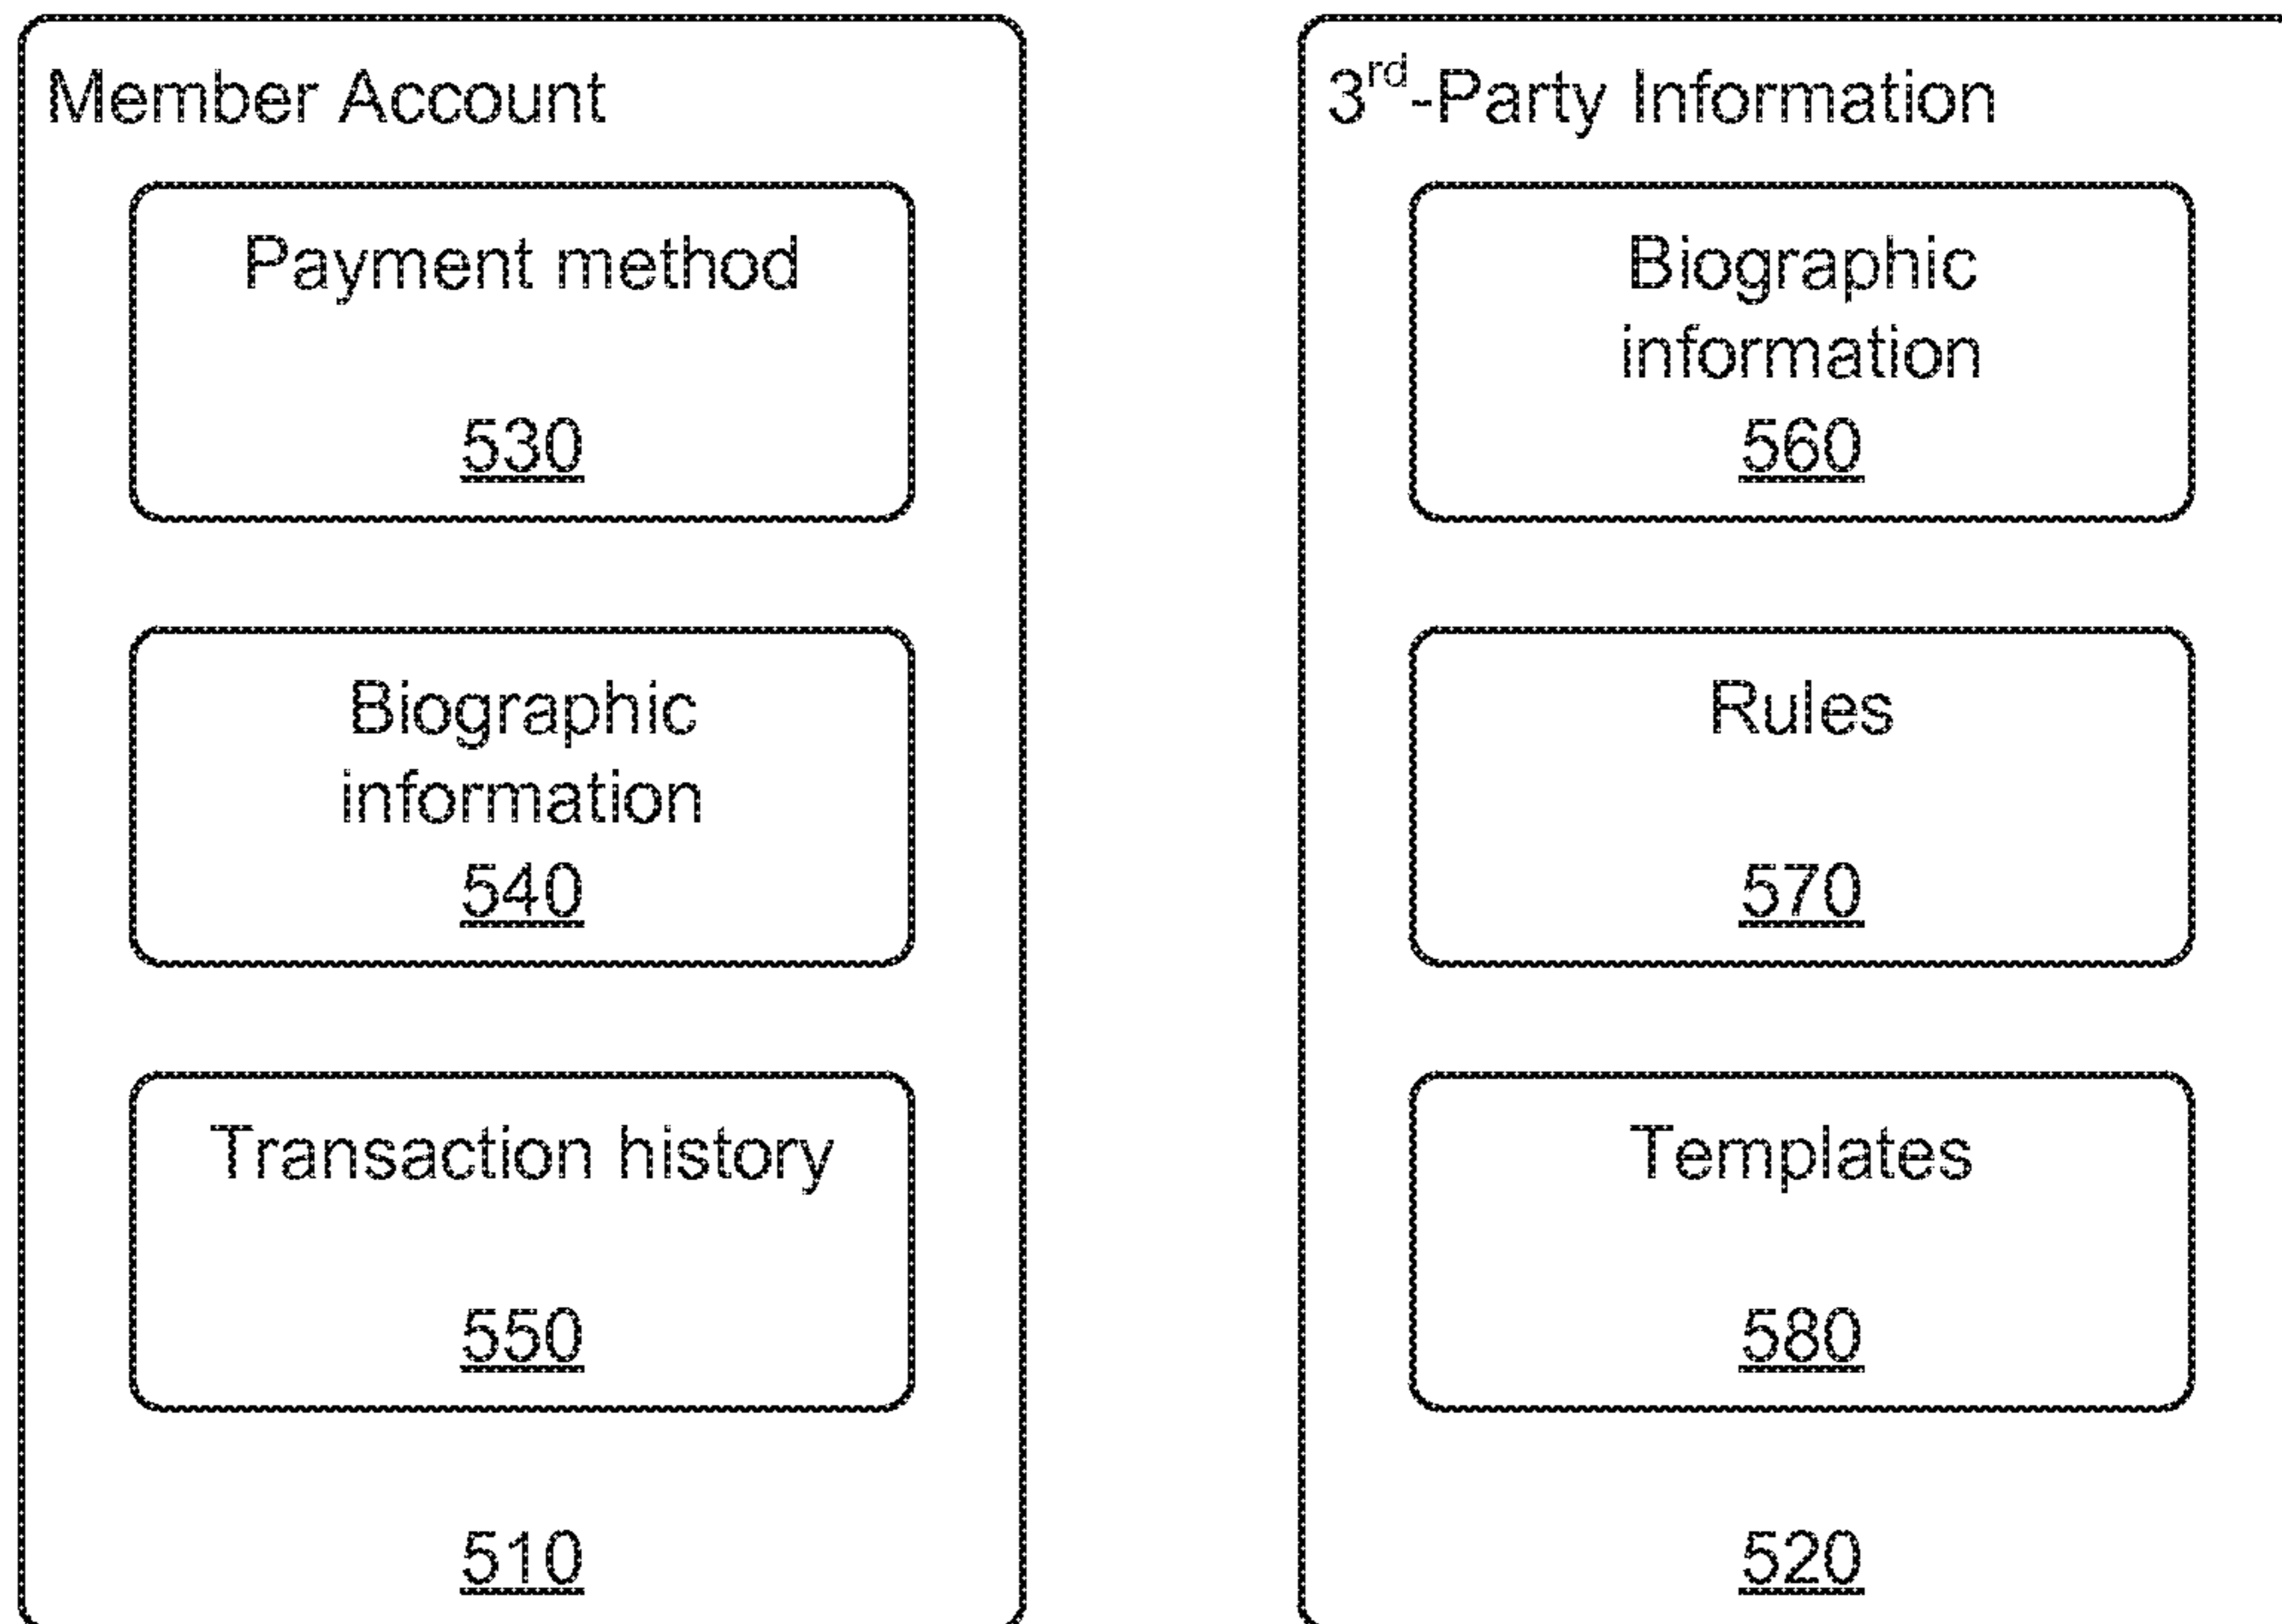 Member Account
Payment method
530
Biographic
information
540
Transaction history
550
510
3rd-Party Information
Biographic
information
560
Rules
570
Templates
580
520